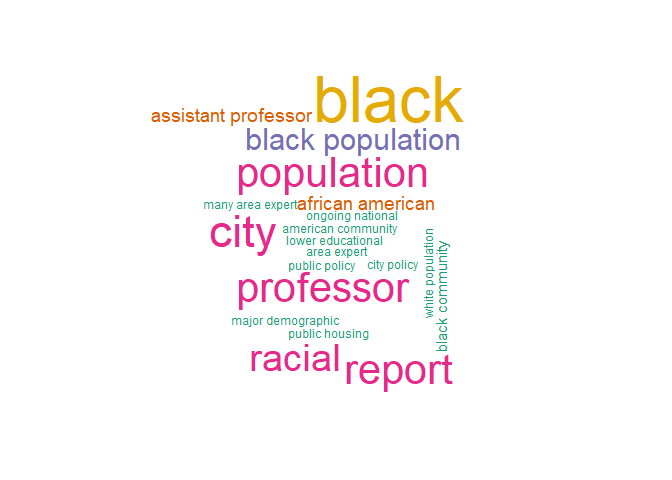 black
assistant professor
black population
population
many area expert
african american
ongoing national
city
american community
lower educational
area expert
public policy
city policy
white population
black community
professor
major demographic
public housing
racial
report